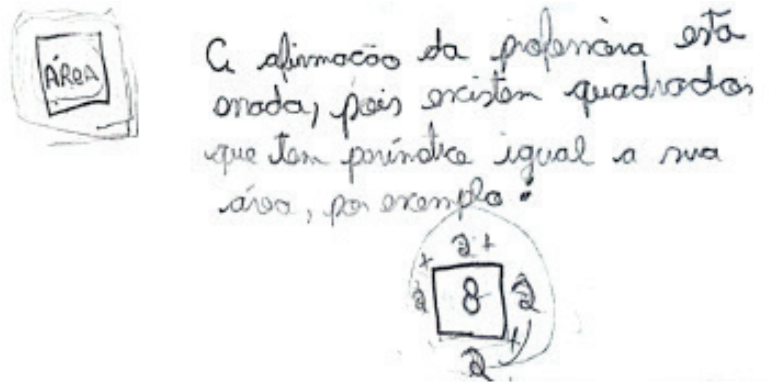 ÁREA
A afirmação da professora esta
errada, pois existem quadrados
que tem perímetro igual a sua
área, por exemplo:
2 +
+
2 8 2
+
2